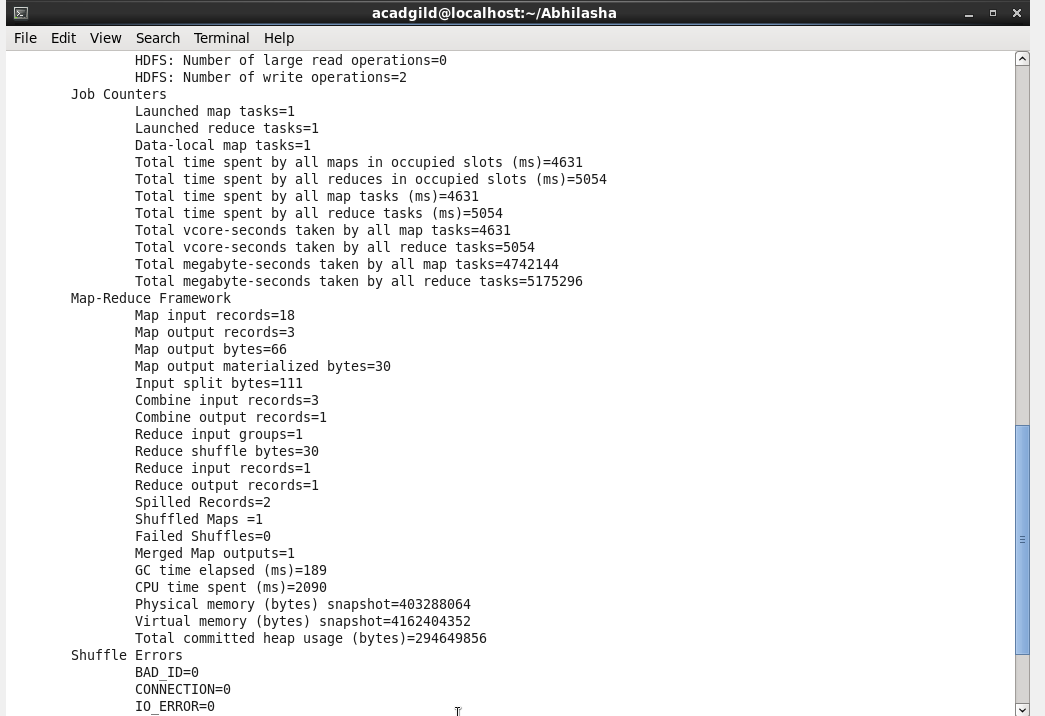 acadgild@localhost:~/Abhilasha
File Edit View Search Terminal Help
HDFS: Number of large read operations=0
HDFS: Number of write operations=2
Job Counters
Launched map tasks=1
Launched reduce tasks=1
Data-local map tasks=1
Total time spent by all maps in occupied slots (ms)=4631
Total time spent by all reduces in occupied slots (ms)=5054
Total time spent by all map tasks (ms)=4631
Total time spent by all reduce tasks (ms)=5054
Total vcore-seconds taken by all map tasks=4631
Total vcore-seconds taken by all reduce tasks=5054
Total megabyte-seconds taken by all map tasks=4742144
Total megabyte-seconds taken by all reduce tasks=5175296
Map-Reduce Framework
Map input records=18
Map output records=3
Map output bytes=66
Map output materialized bytes=30
Input split bytes=111
Combine input records=3
Combine output records=1
Reduce input groups=1
Reduce shuffle bytes=30
Reduce input records=1
Reduce output records=1
Spilled Records=2
Shuffled Maps =1
Failed Shuffles=0
Merged Map outputs=1
GC time elapsed (ms)=189
CPU time spent (ms)=2090
Physical memory (bytes) snapshot=403288064
Virtual memory (bytes) snapshot=4162404352
Total committed heap usage (bytes)=294649856
Shuffle Errors
BAD_ID=0
CONNECTION=0
IO_ERROR=0